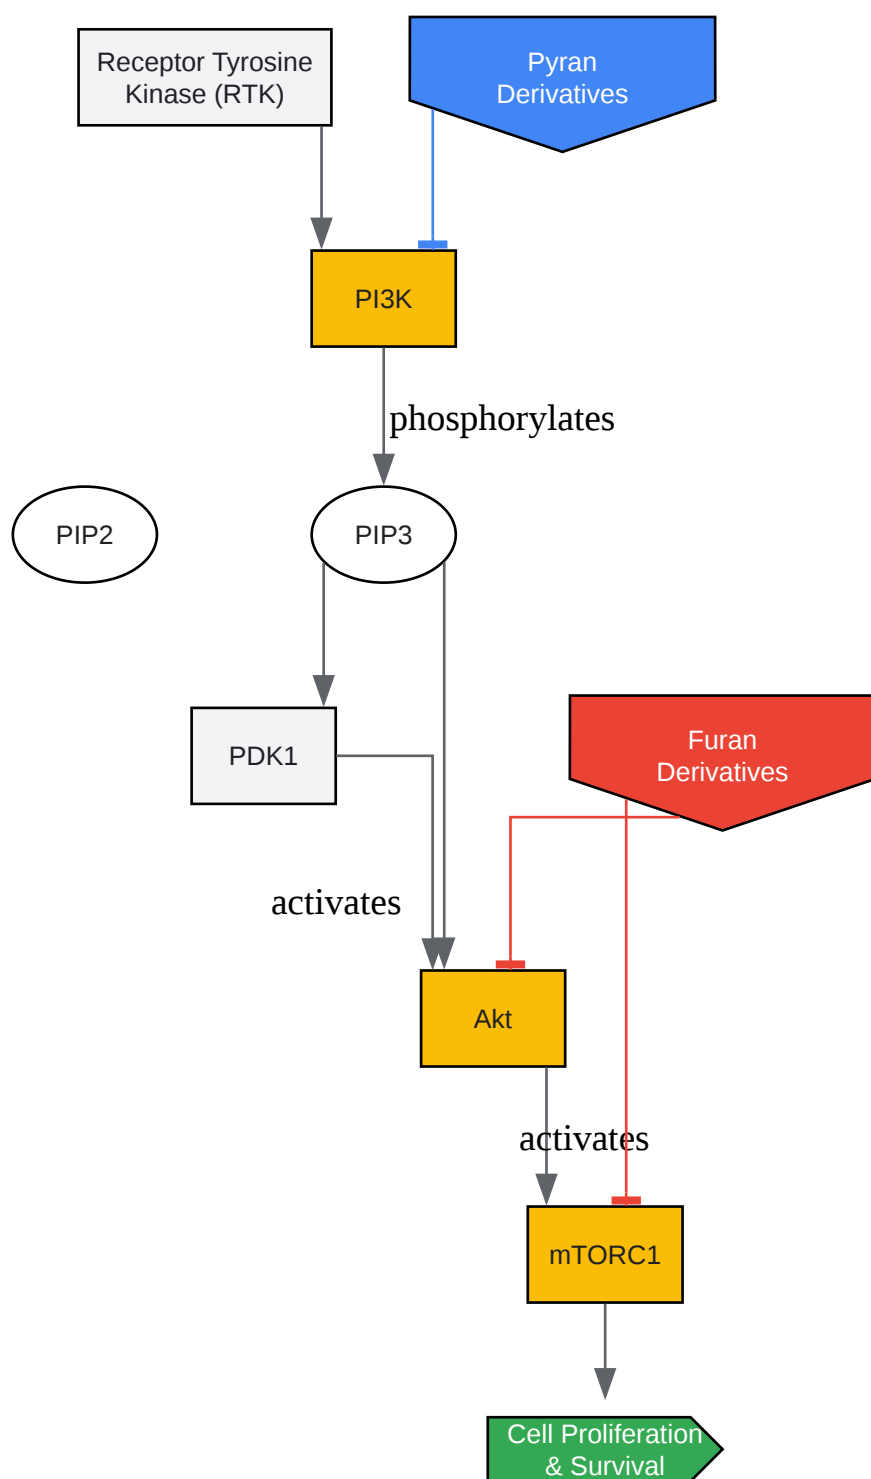 Receptor Tyrosine
Kinase (RTK)
Pyran
Derivatives
PI3K
phosphorylates
PIP2
PIP3
PDK1
Furan
Derivatives
activates
Akt
activates
mTORC1
Cell Proliferation
& Survival